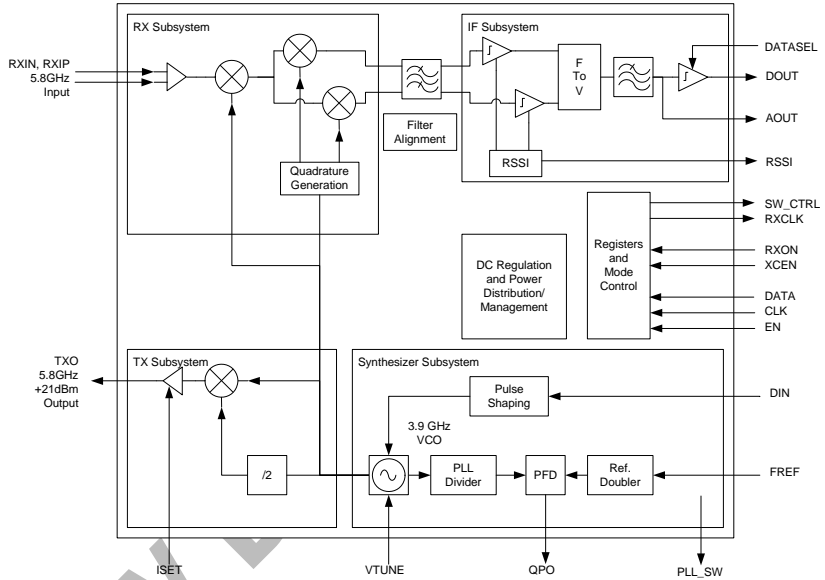 RX Subsystem
IF Subsystem
RXIN, RXIP
5.8GHz
Input
F
To
V
DATASEL
DOUT
AOUT
Filter
Alignment
RSSI
RSSI
Quadrature
Generation
SW_CTRL
RXCLK
Registers
and
Mode
Control
RXON
XCEN
DATA
CLK
EN
DC Regulation
and Power
Distribution/
Management
TX Subsystem
Synthesizer Subsystem
TXO
5.8GHz
+21dBm
Output
Pulse
Shaping
DIN
3.9 GHz
VCO
/2
PLL
Divider
PFD
Ref.
Doubler
FREF
ISET
VTUNE
QPO
PLL_SW